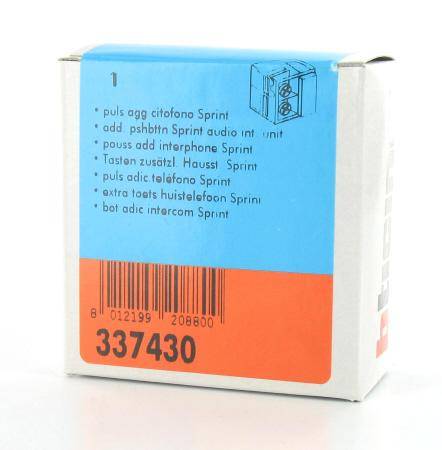 1
• puls agg citofono Sprint
• add. pshbttn Sprint audio int. unit
• pouss add interphone Sprint
• Tasten zusätzl. Hausst. Sprint
• puls adic.teléfono Sprint
• extra toets huistelefoon Sprint
• bot adic intercom Sprint
8 012199 208800
337430